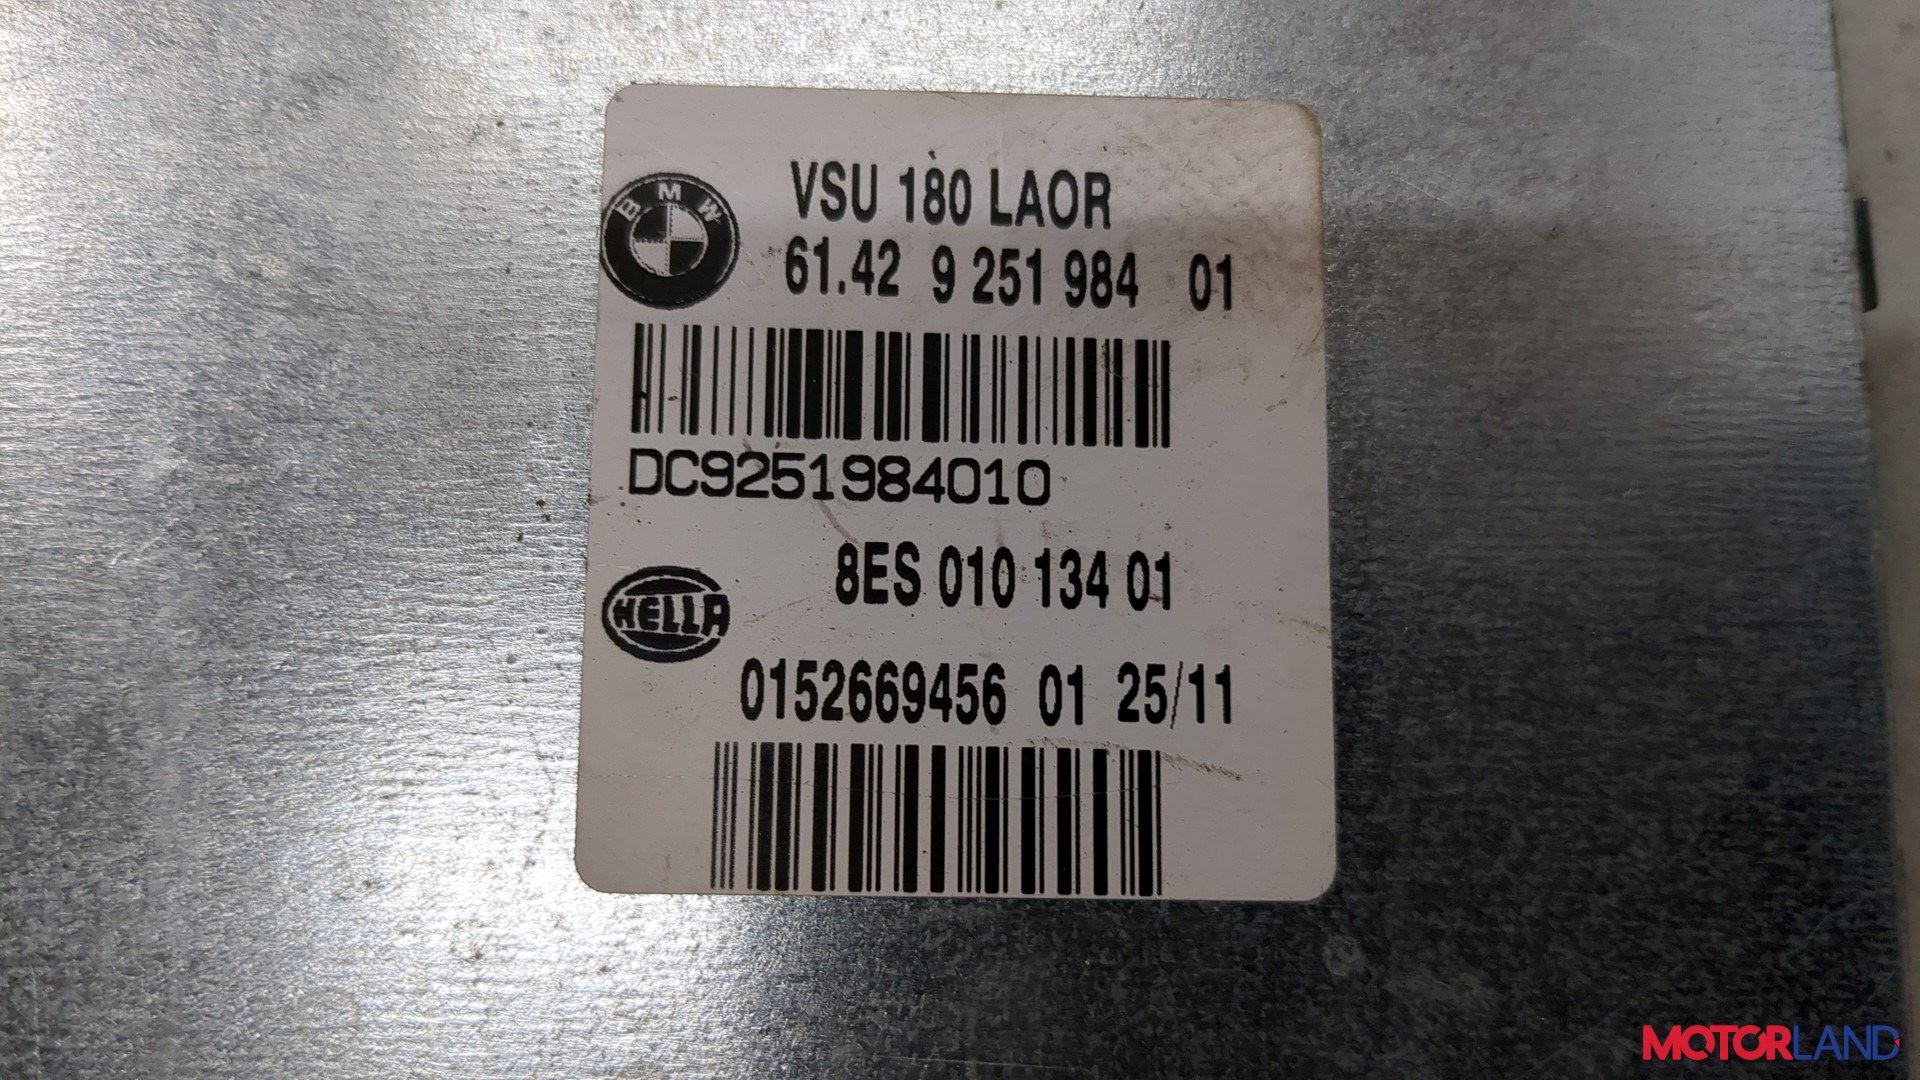 BMW
VSU 180 LAOR
61.42 9 251 984 01
DC9251984010
8ES 010 134 01
HELLA
0152669456 01 25/11
MOTORLAND